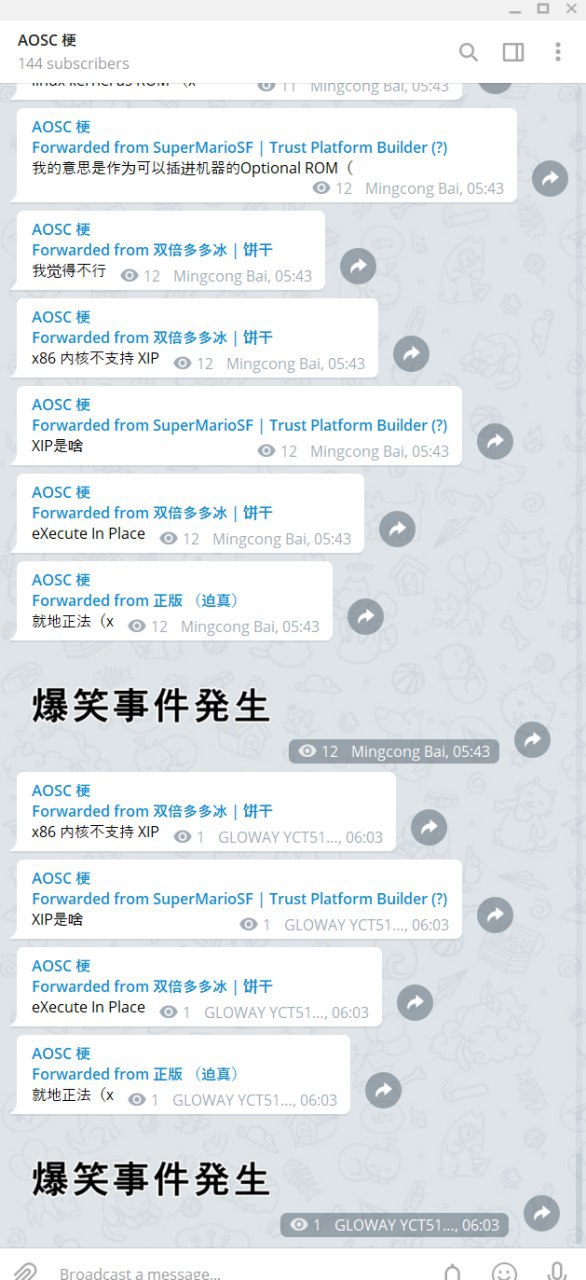 AOSC 梗
144 subscribers
linux kernel as ROM （x
11 Mingcong Bai, 05:43
AOSC 梗
Forwarded from SuperMarioSF | Trust Platform Builder (?)
我的意思是作为可以插进机器的Optional ROM（
12 Mingcong Bai, 05:43
AOSC 梗
Forwarded from 双倍多多冰 | 饼干
我觉得不行 12 Mingcong Bai, 05:43
AOSC 梗
Forwarded from 双倍多多冰 | 饼干
x86 内核不支持 XIP 12 Mingcong Bai, 05:43
AOSC 梗
Forwarded from SuperMarioSF | Trust Platform Builder (?)
XIP是啥 12 Mingcong Bai, 05:43
AOSC 梗
Forwarded from 双倍多多冰 | 饼干
eXecute In Place 12 Mingcong Bai, 05:43
AOSC 梗
Forwarded from 正版 （迫真）
就地正法（x 12 Mingcong Bai, 05:43
爆笑事件発生
12 Mingcong Bai, 05:43
AOSC 梗
Forwarded from 双倍多多冰 | 饼干
x86 内核不支持 XIP 1 GLOWAY YCT51..., 06:03
AOSC 梗
Forwarded from SuperMarioSF | Trust Platform Builder (?)
XIP是啥 1 GLOWAY YCT51..., 06:03
AOSC 梗
Forwarded from 双倍多多冰 | 饼干
eXecute In Place 1 GLOWAY YCT51..., 06:03
AOSC 梗
Forwarded from 正版 （迫真）
就地正法（x 1 GLOWAY YCT51..., 06:03
爆笑事件発生
1 GLOWAY YCT51..., 06:03
Broadcast a message...